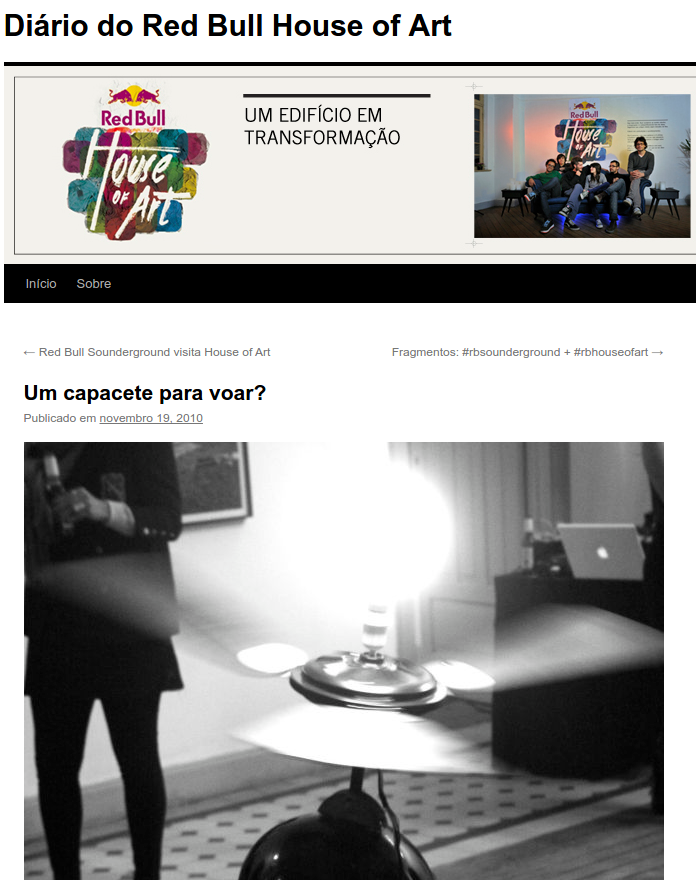 Diário do Red Bull House of Art
Red Bull
House
OF
Art
UM EDIFÍCIO EM
TRANSFORMAÇÃO
Red Bull
House
OF
Art
Início Sobre
← Red Bull Sounderground visita House of Art
Fragmentos: #rbsounderground + #rbhouseofart →
Um capacete para voar?
Publicado em novembro 19, 2010